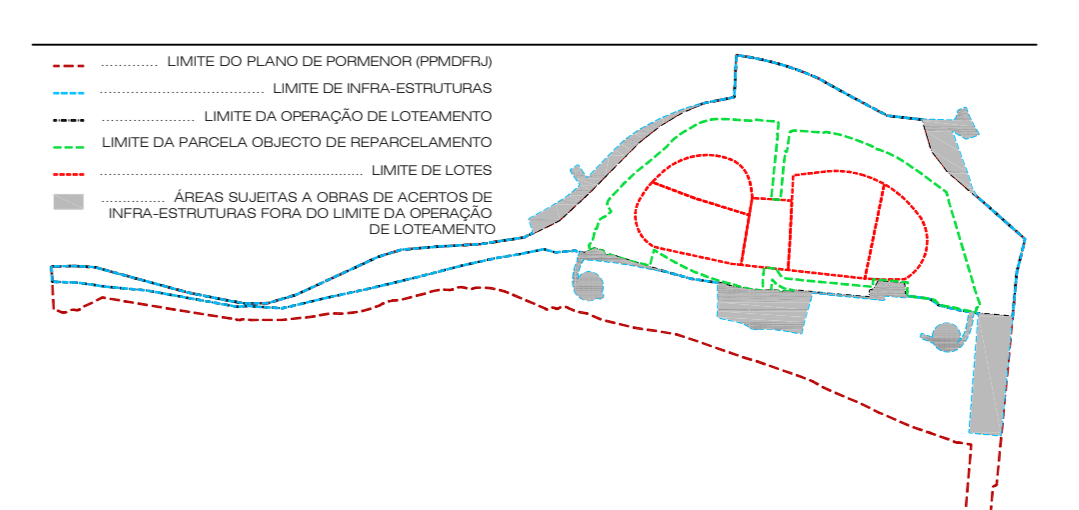 ............. LIMITE DO PLANO DE PORMENOR (PPMDFRJ)
...................................... LIMITE DE INFRA-ESTRUTURAS
...................... LIMITE DA OPERAÇÃO DE LOTEAMENTO
LIMITE DA PARCELA OBJECTO DE REPARCELAMENTO
............................................................. LIMITE DE LOTES
............... ÁREAS SUJEITAS A OBRAS DE ACERTOS DE
INFRA-ESTRUTURAS FORA DO LIMITE DA OPERAÇÃO
DE LOTEAMENTO